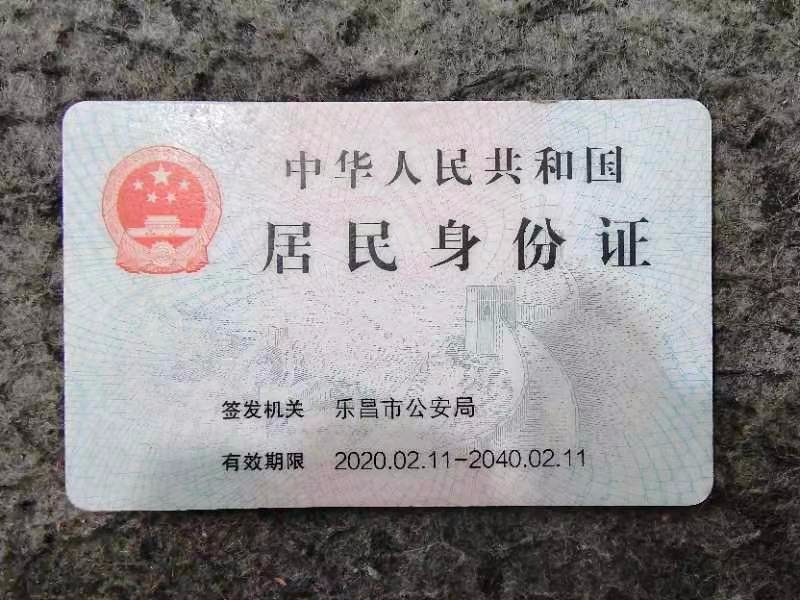 中华人民共和国
居民身份证
签发机关 乐昌市公安局
有效期限 2020.02.11-2040.02.11